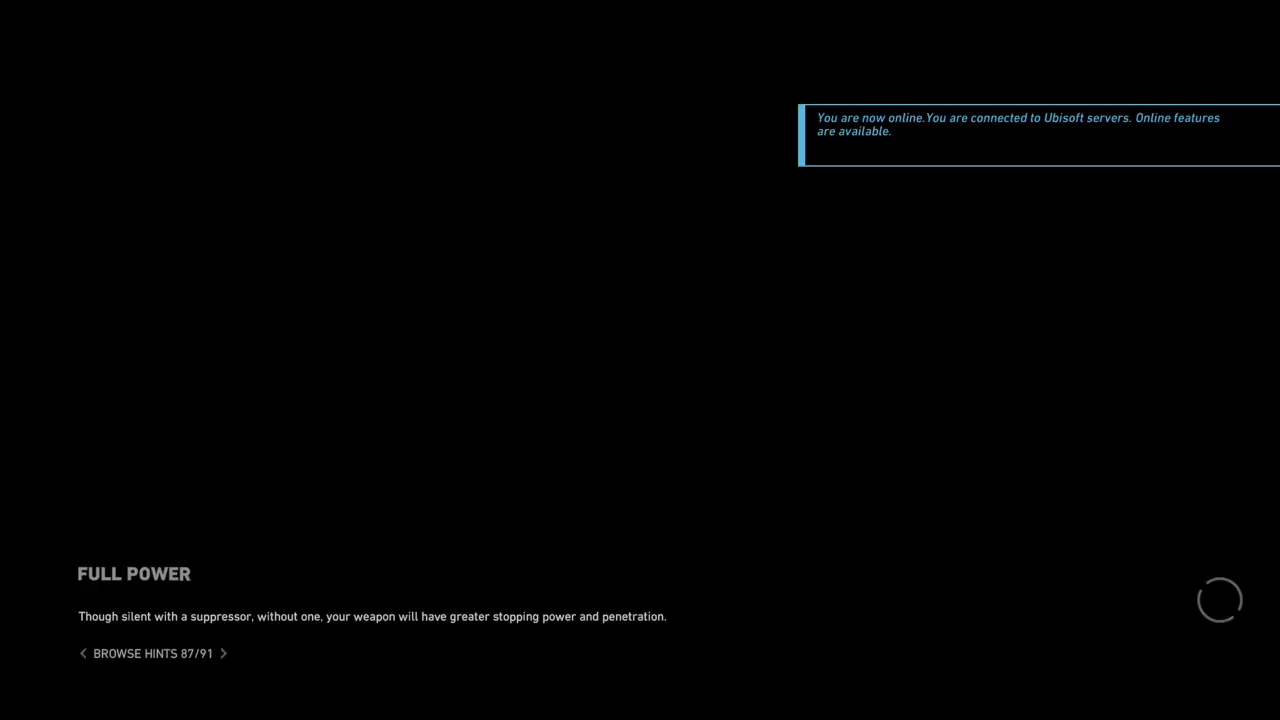 You are now online.You are connected to Ubisoft servers. Online features
are available.
FULL POWER
Though silent with a suppressor, without one, your weapon will have greater stopping power and penetration.
BROWSE HINTS 87/91